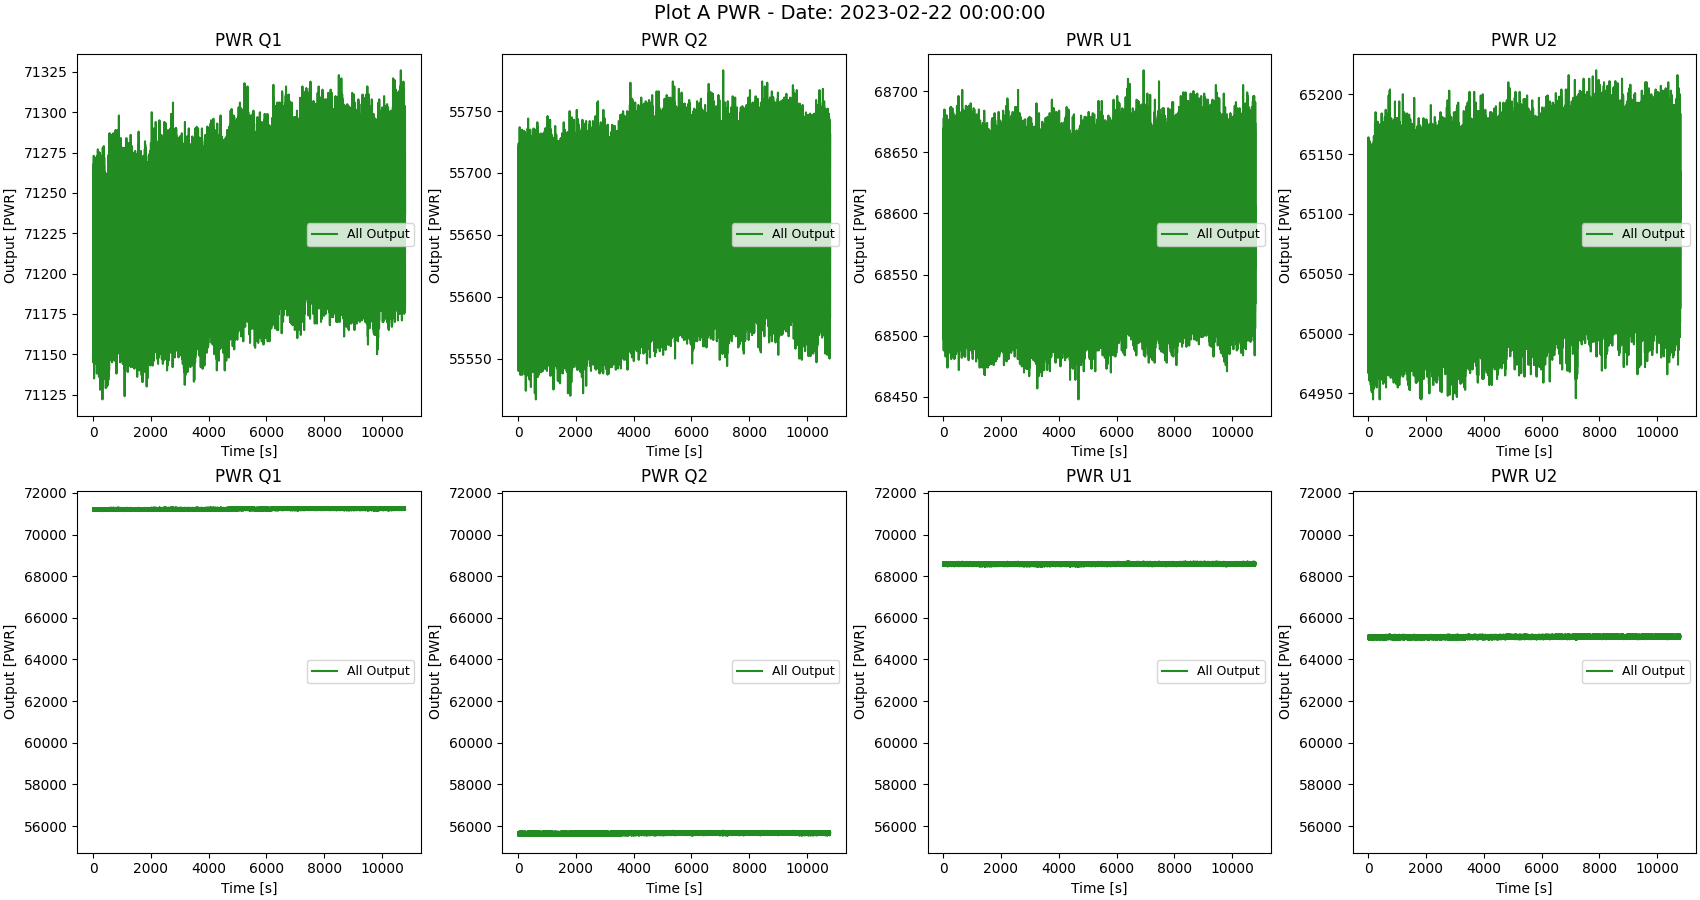 Plot A PWR - Date: 2023-02-22 00:00:00
PWR Q1
PWR Q2
PWR U1
PWR U2
Output [PWR]
71325
71300
71275
71250
71225
71200
71175
71150
71125
All Output
0 2000 4000 6000 8000 10000
Time [s]
Output [PWR]
55750
55700
55650
55600
55550
All Output
0 2000 4000 6000 8000 10000
Time [s]
Output [PWR]
68700
68650
68600
68550
68500
68450
All Output
0 2000 4000 6000 8000 10000
Time [s]
Output [PWR]
65200
65150
65100
65050
65000
64950
All Output
0 2000 4000 6000 8000 10000
Time [s]
PWR Q1
PWR Q2
PWR U1
PWR U2
Output [PWR]
72000
70000
68000
66000
64000
62000
60000
58000
56000
All Output
0 2000 4000 6000 8000 10000
Time [s]
Output [PWR]
72000
70000
68000
66000
64000
62000
60000
58000
56000
All Output
0 2000 4000 6000 8000 10000
Time [s]
Output [PWR]
72000
70000
68000
66000
64000
62000
60000
58000
56000
All Output
0 2000 4000 6000 8000 10000
Time [s]
Output [PWR]
72000
70000
68000
66000
64000
62000
60000
58000
56000
All Output
0 2000 4000 6000 8000 10000
Time [s]